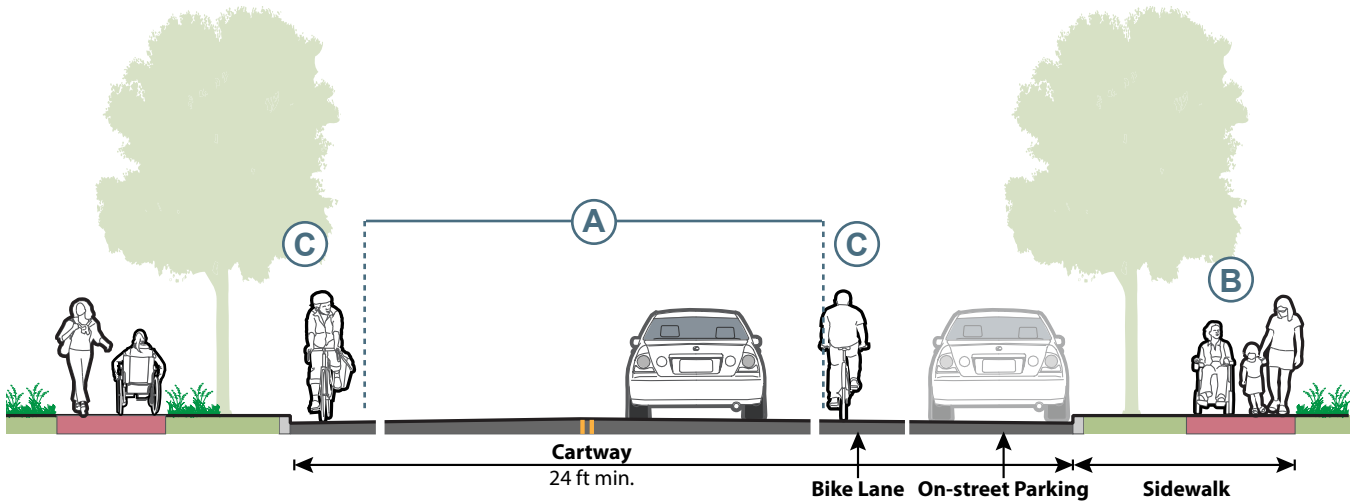 A
C
C
B
Cartway
24 ft min.
Bike Lane
On-street Parking
Sidewalk